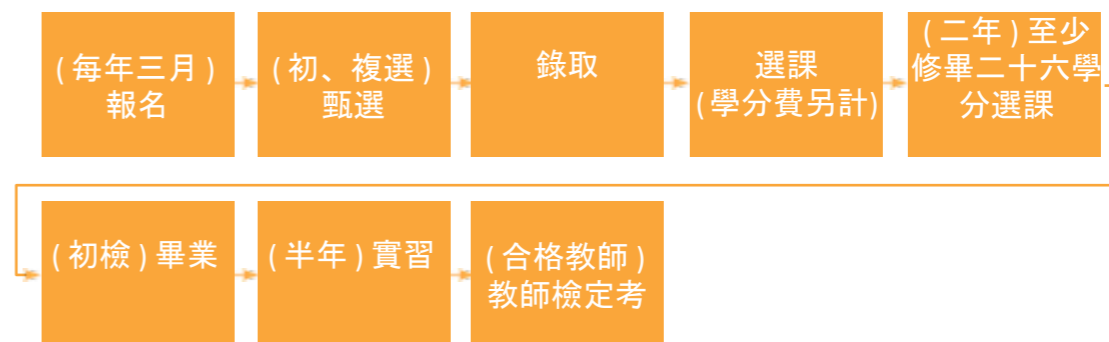 (每年三月)
報名
(初、複選)
甄選
錄取
選課
(學分費另計)
(二年)至少
修畢二十六學
分選課
(初檢)畢業
(半年)實習
(合格教師)
教師檢定考